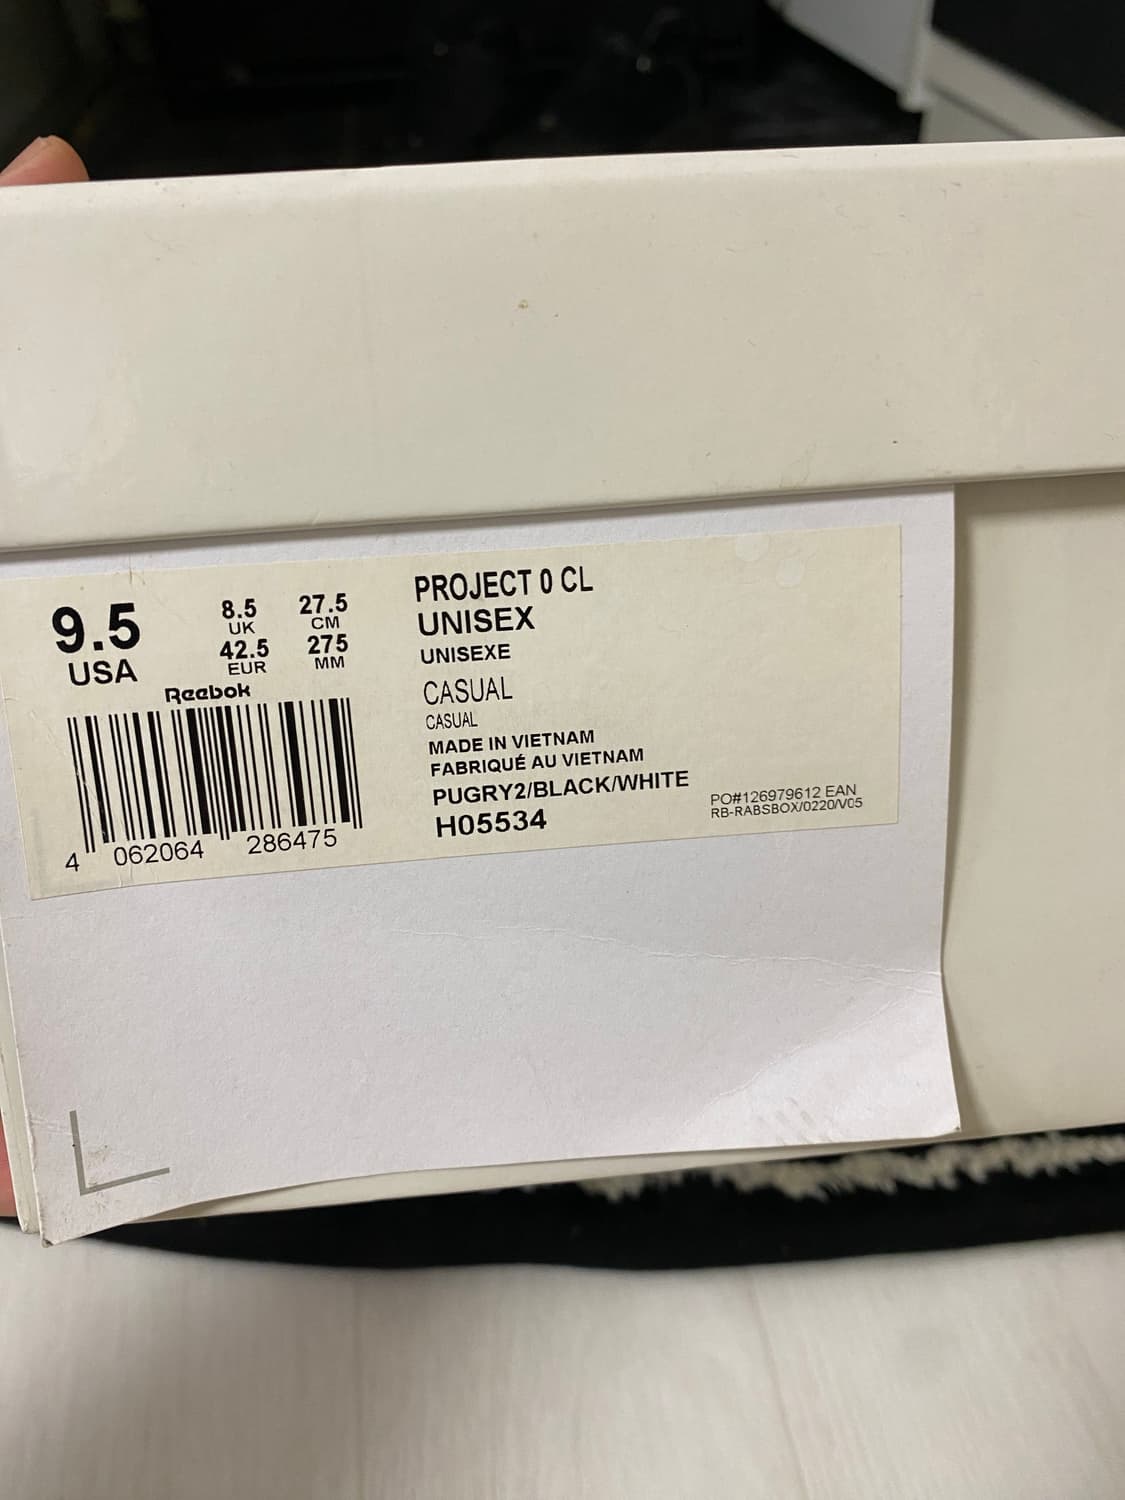 9.5
USA
8.5
UK
42.5
EUR
27.5
CM
275
MM
Reebok
4 062064 286475
PROJECT 0 CL
UNISEX
UNISEXE
CASUAL
CASUAL
MADE IN VIETNAM
FABRIQUÉ AU VIETNAM
PUGRY2/BLACK/WHITE
H05534
PO#126979612 EAN
RB-RABSBOX/0220/V05